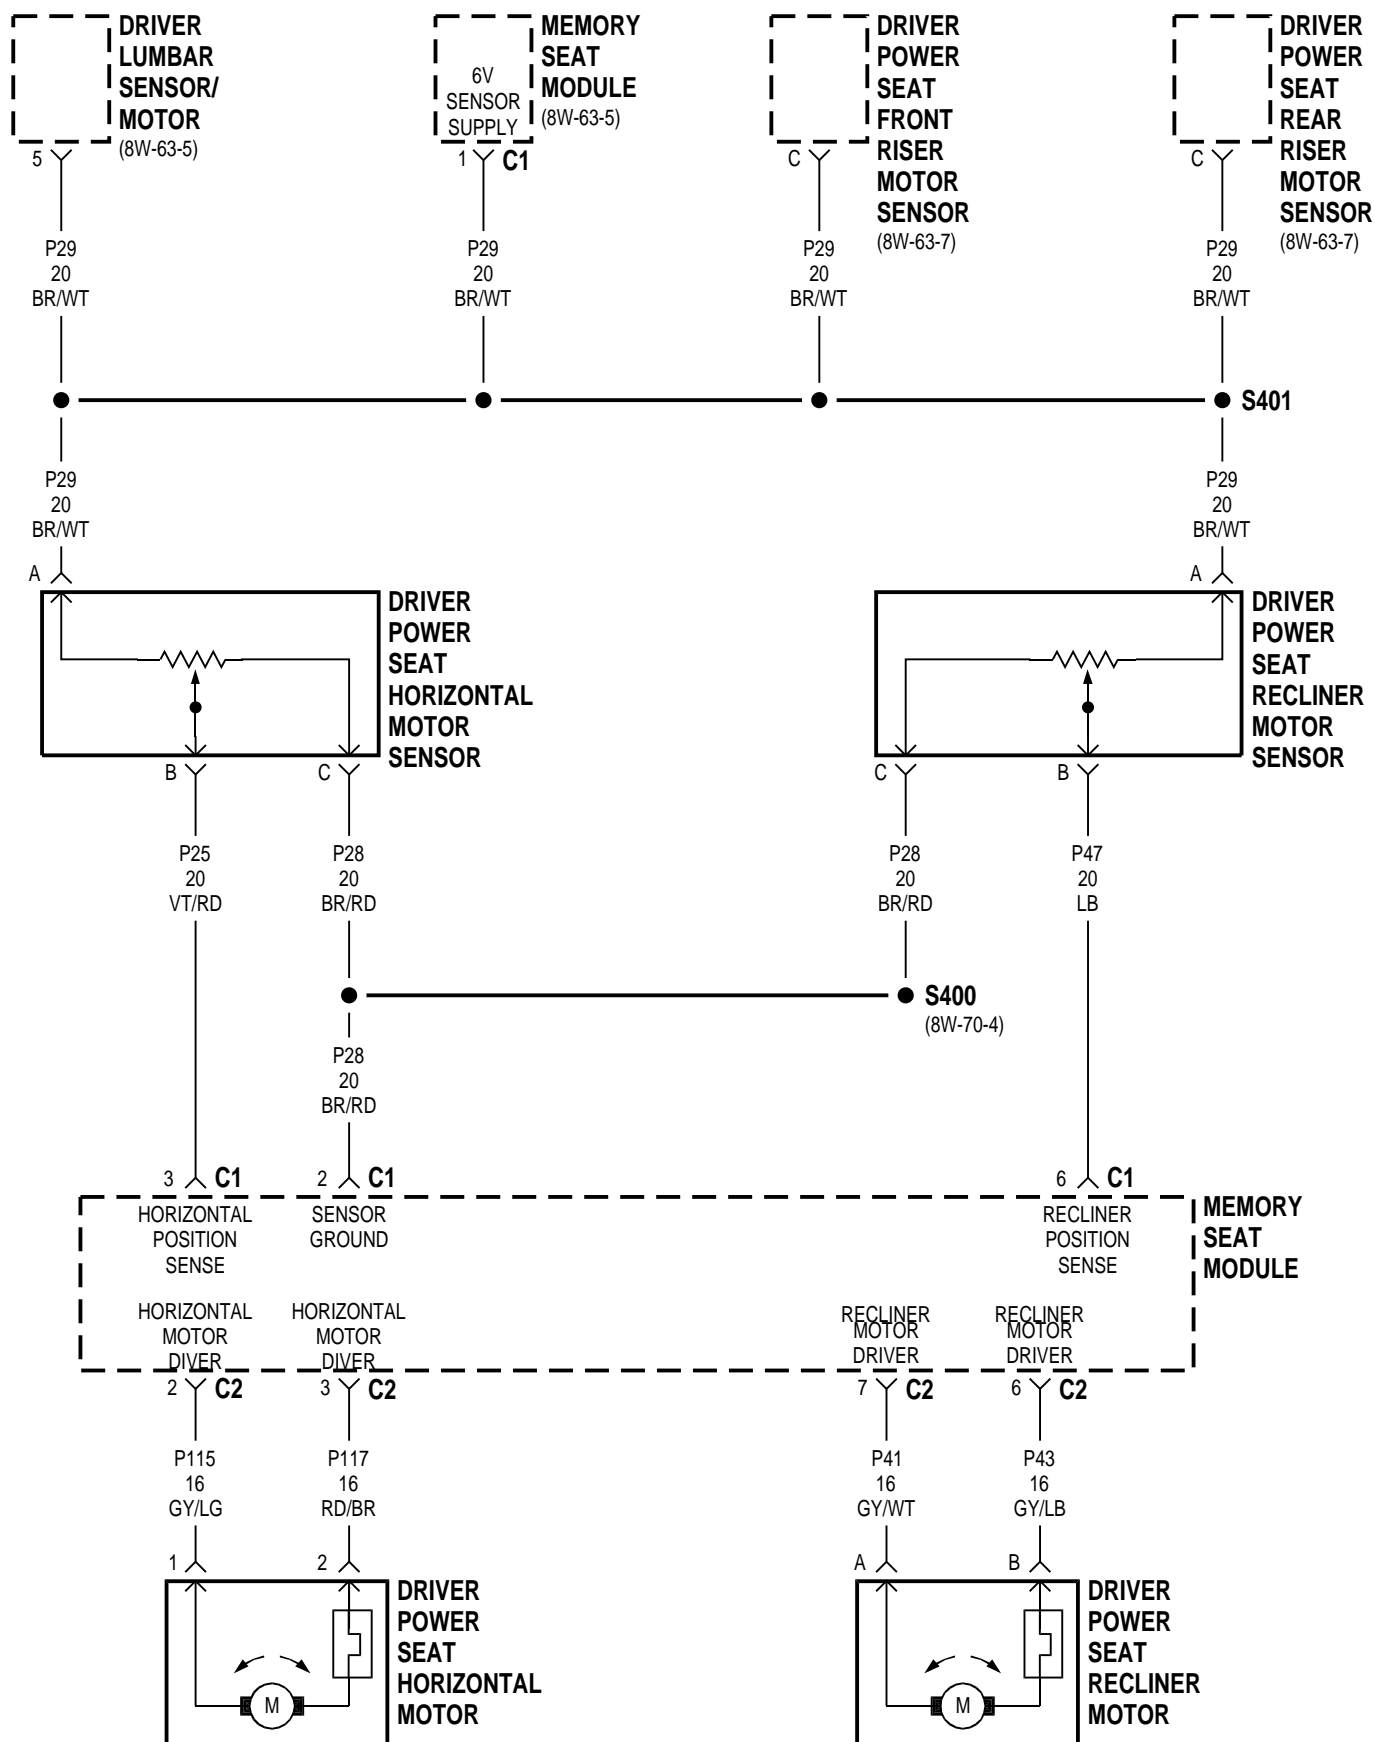 DRIVER
LUMBAR
SENSOR/
MOTOR
(8W-63-5)
6V
SENSOR
SUPPLY
MEMORY
SEAT
MODULE
(8W-63-5)
DRIVER
POWER
SEAT
FRONT
RISER
MOTOR
SENSOR
(8W-63-7)
DRIVER
POWER
SEAT
REAR
RISER
MOTOR
SENSOR
(8W-63-7)
5
1 C1
C
C
P29
20
BR/WT
P29
20
BR/WT
P29
20
BR/WT
P29
20
BR/WT
S401
P29
20
BR/WT
P29
20
BR/WT
A
A
DRIVER
POWER
SEAT
HORIZONTAL
MOTOR
SENSOR
DRIVER
POWER
SEAT
RECLINER
MOTOR
SENSOR
B
C
C
B
P25
20
VT/RD
P28
20
BR/RD
P28
20
BR/RD
P47
20
LB
S400
(8W-70-4)
P28
20
BR/RD
3 C1
2 C1
6 C1
HORIZONTAL
POSITION
SENSE
SENSOR
GROUND
RECLINER
POSITION
SENSE
MEMORY
SEAT
MODULE
HORIZONTAL
MOTOR
DIVER
HORIZONTAL
MOTOR
DIVER
RECLINER
MOTOR
DRIVER
RECLINER
MOTOR
DRIVER
2 C2
3 C2
7 C2
6 C2
P115
16
GY/LG
P117
16
RD/BR
P41
16
GY/WT
P43
16
GY/LB
1
2
A
B
DRIVER
POWER
SEAT
HORIZONTAL
MOTOR
M
DRIVER
POWER
SEAT
RECLINER
MOTOR
M